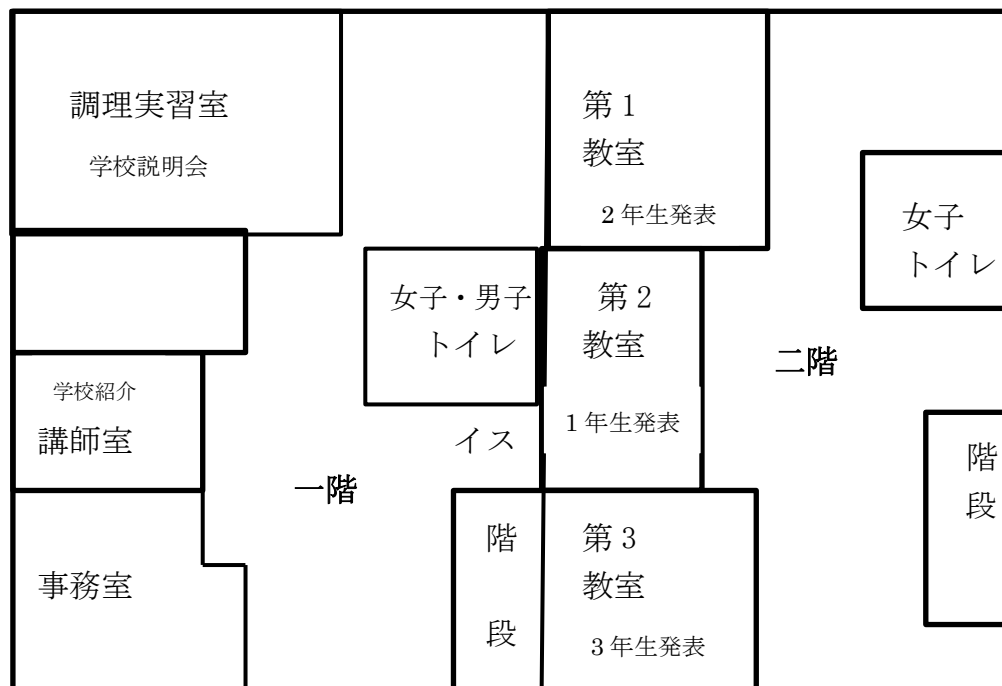 調理実習室
学校説明会
女子・男子
トイレ
学校紹介
講師室
イス
一階
事務室
階
段
第1
教室
2年生発表
女子
トイレ
第2
教室
1年生発表
二階
階
段
第3
教室
3年生発表